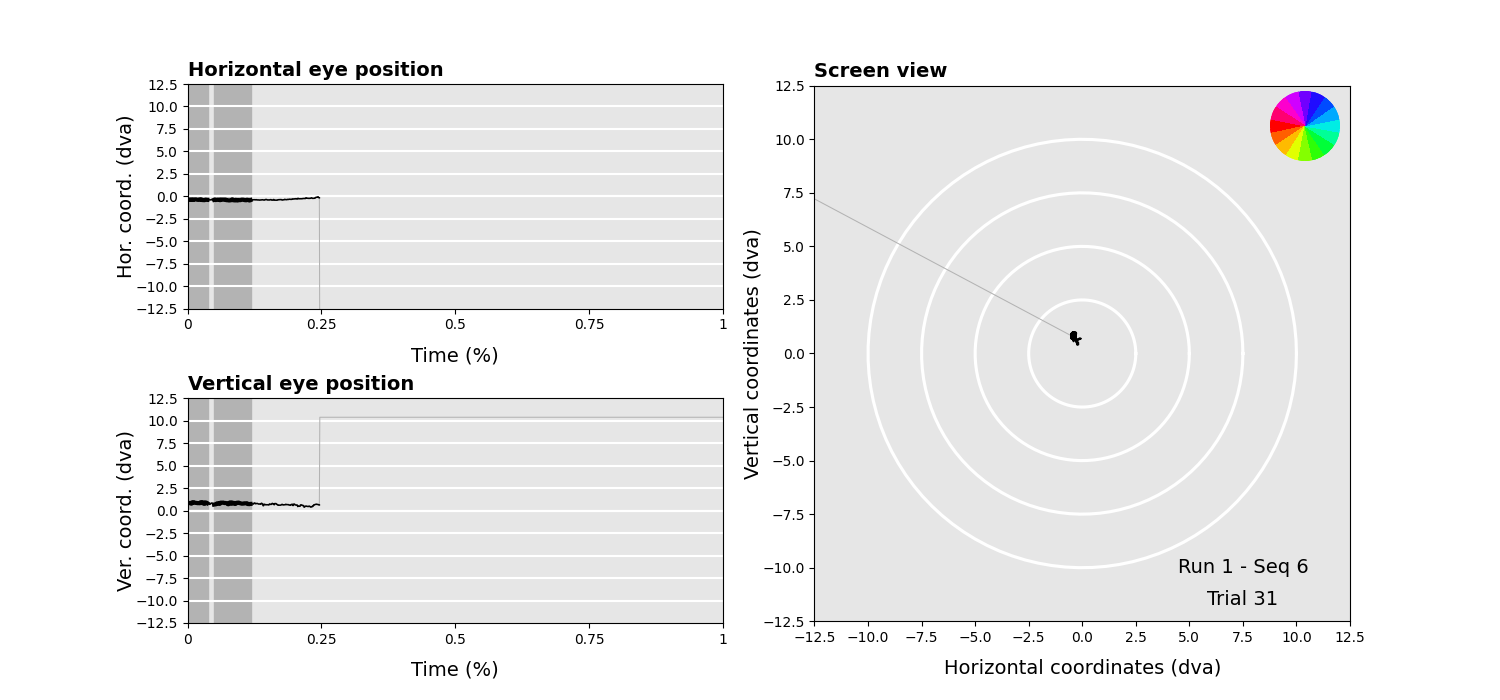 Horizontal eye position
12.5
10.0
7.5
5.0
2.5
0.0
−2.5
−5.0
−7.5
−10.0
−12.5
Hor. coord. (dva)
0 0.25 0.5 0.75 1
Time (%)
Vertical eye position
12.5
10.0
7.5
5.0
2.5
0.0
−2.5
−5.0
−7.5
−10.0
−12.5
Ver. coord. (dva)
0 0.25 0.5 0.75 1
Time (%)
Screen view
12.5
10.0
7.5
5.0
2.5
0.0
−2.5
−5.0
−7.5
−10.0
−12.5
Vertical coordinates (dva)
Run 1 - Seq 6
Trial 31
−12.5 −10.0 −7.5 −5.0 −2.5 0.0 2.5 5.0 7.5 10.0 12.5
Horizontal coordinates (dva)